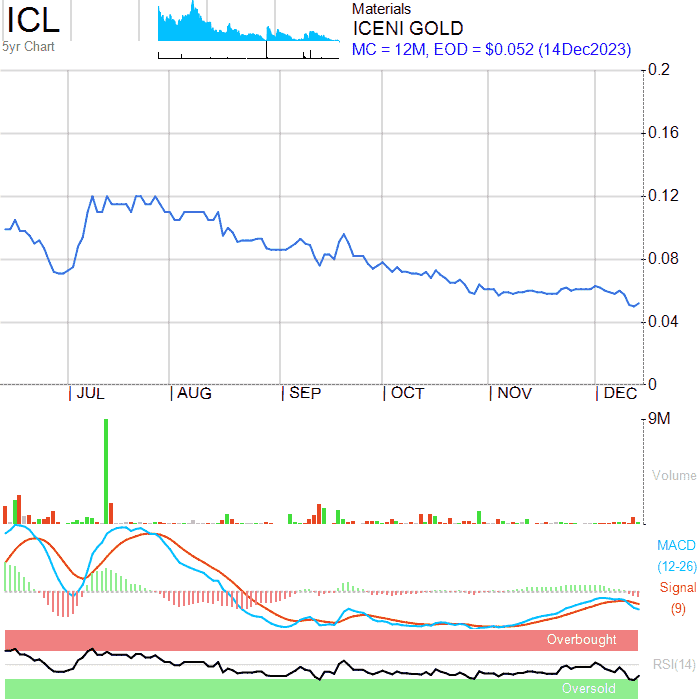 ICL
5yr Chart
Materials
ICENI GOLD
MC = 12M, EOD = $0.052 (14Dec2023)
0.2
0.16
0.12
0.08
0.04
0
JUL AUG SEP OCT NOV DEC
9M
Volume
MACD
(12-26)
Signal
(9)
Overbought
RSI(14)
Oversold